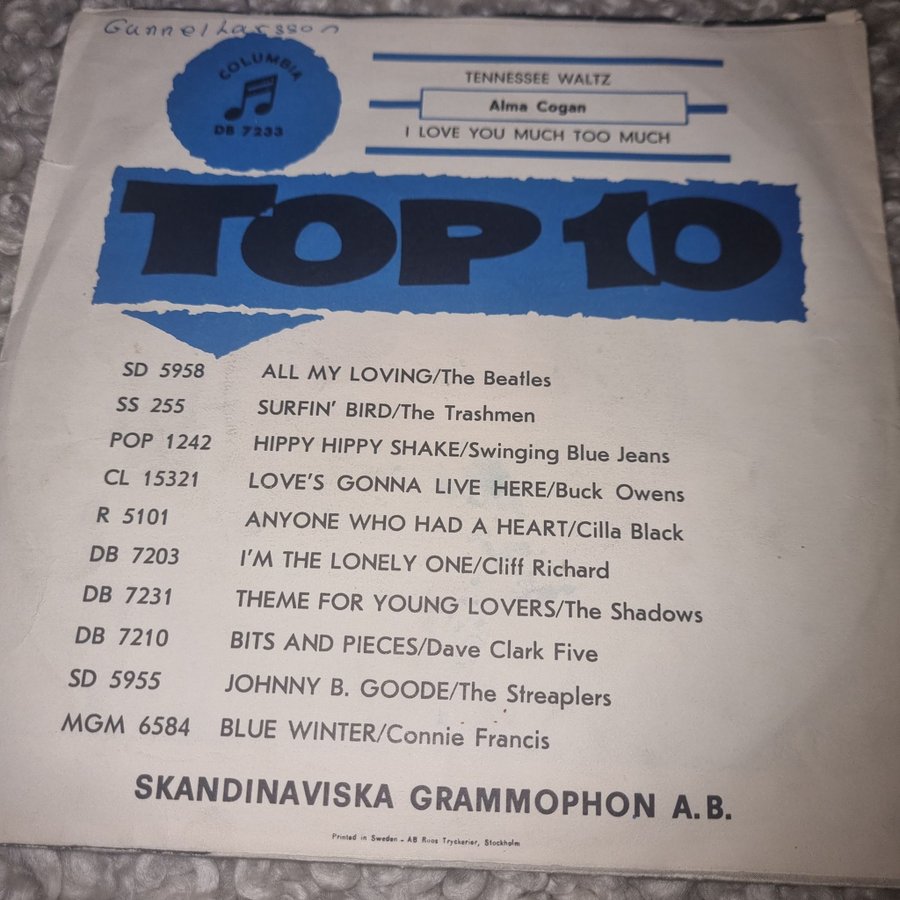 Gunnel Larsson
COLUMBIA
DB 7233
TENNESSEE WALTZ
Alma Cogan
I LOVE YOU MUCH TOO MUCH
TOP 10
SD 5958 ALL MY LOVING/The Beatles
SS 255 SURFIN' BIRD/The Trashmen
POP 1242 HIPPY HIPPY SHAKE/Swinging Blue Jeans
CL 15321 LOVE'S GONNA LIVE HERE/Buck Owens
R 5101 ANYONE WHO HAD A HEART/Cilla Black
DB 7203 I'M THE LONELY ONE/Cliff Richard
DB 7231 THEME FOR YOUNG LOVERS/The Shadows
DB 7210 BITS AND PIECES/Dave Clark Five
SD 5955 JOHNNY B. GOODE/The Streaplers
MGM 6584 BLUE WINTER/Connie Francis
SKANDINAVISKA GRAMMOPHON A.B.
Printed in Sweden - AB Roos Tryckerier, Stockholm